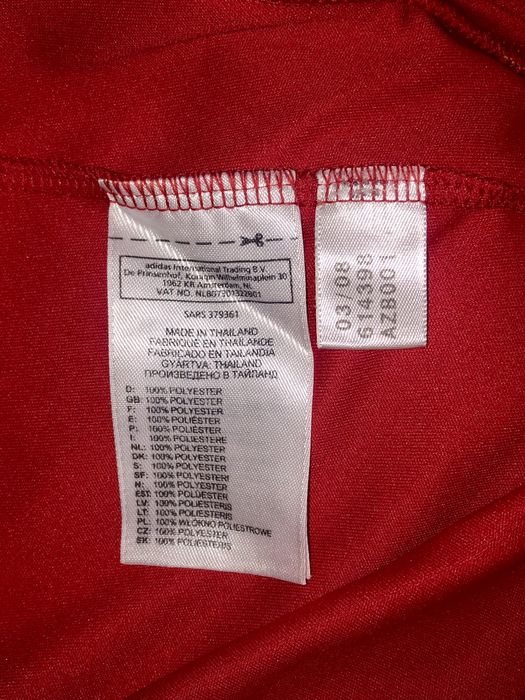 adidas International Trading B.V.
De Prinsenhof, Koningin Wilhelminaplein 30
1062 KR Amsterdam, NL
VAT NO.
SARS 379361
MADE IN THAILAND
FABRIQUÉ EN THAÏLANDE
FABRICADO EN TAILANDIA
GYÁRTVA: THAIFÖLD
ПРОИЗВЕДЕНО В ТАЙЛАНД
D: 100% POLYESTER
GB: 100% POLYESTER
F: 100% POLYESTER
E: 100% POLIÉSTER
P: 100% POLIÉSTER
I: 100% POLIESTERE
NL: 100% POLYESTER
DK: 100% POLYESTER
S: 100% POLYESTER
SF: 100% POLYESTERI
N: 100% POLYESTER
EST: 100% POLÜESTER
LV: 100% POLIESTERIS
LT: 100% POLIESTERIS
PL: 100% WŁÓKNO POLIESTROWE
CZ: 100% POLYESTER
SK: 100% POLYESTER
03/08
614398
AZB001